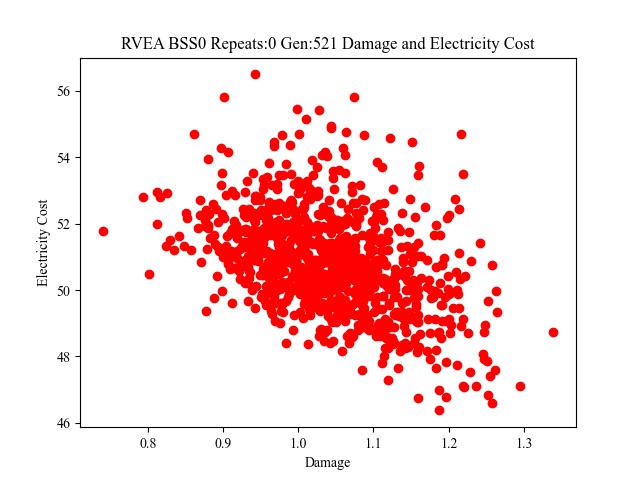 RVEA BSS0 Repeats:0 Gen:521 Damage and Electricity Cost
56
54
52
50
48
46
Electricity Cost
0.8 0.9 1.0 1.1 1.2 1.3
Damage